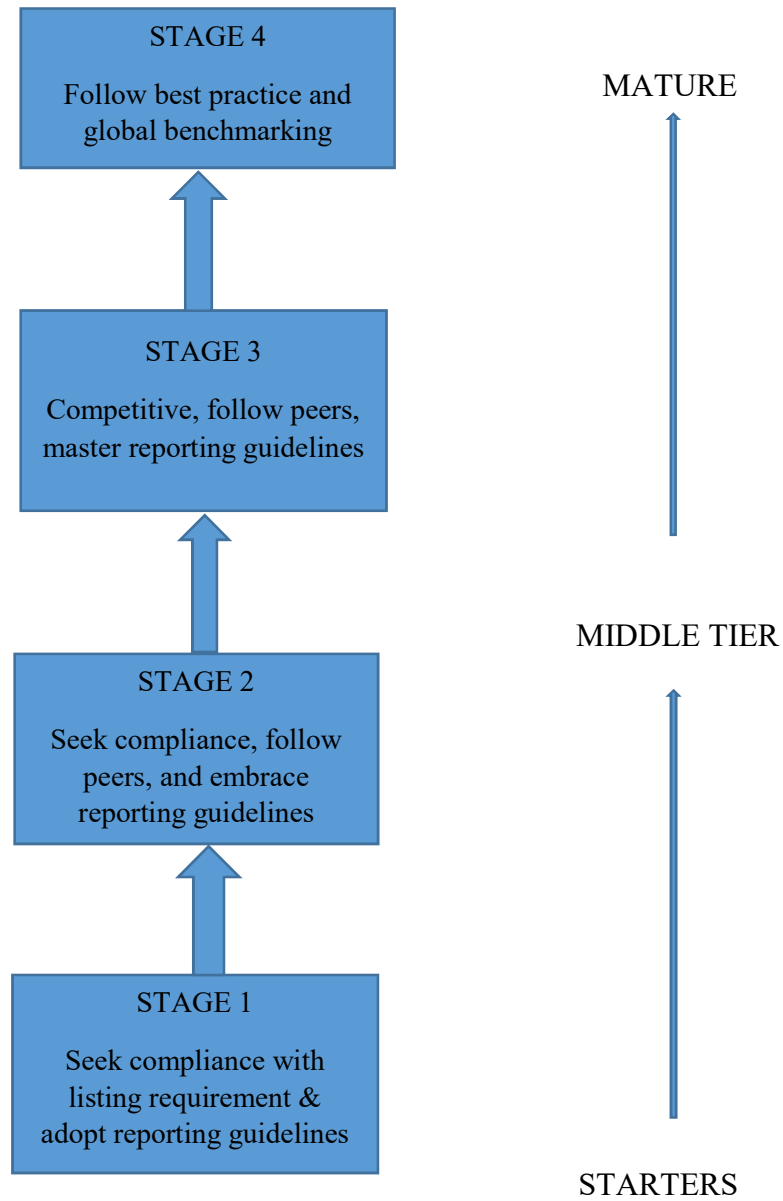 STAGE 4
Follow best practice and
global benchmarking
MATURE
STAGE 3
Competitive, follow peers,
master reporting guidelines
MIDDLE TIER
STAGE 2
Seek compliance, follow
peers, and embrace
reporting guidelines
STAGE 1
Seek compliance with
listing requirement &
adopt reporting guidelines
STARTERS